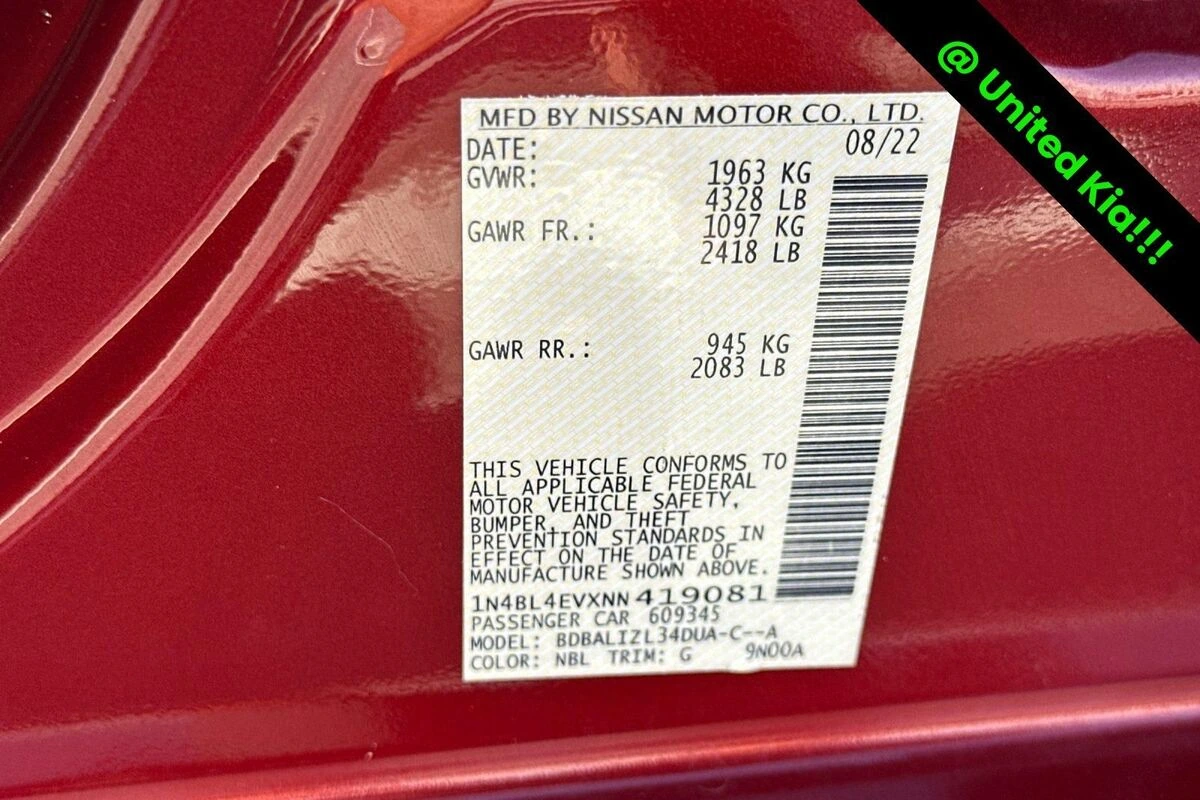 @ United Kia!!!
MFD BY NISSAN MOTOR CO., LTD.
DATE: 08/22
GVWR: 1963 KG
4328 LB
GAWR FR.: 1097 KG
2418 LB
GAWR RR.: 945 KG
2083 LB
THIS VEHICLE CONFORMS TO
ALL APPLICABLE FEDERAL
MOTOR VEHICLE SAFETY,
BUMPER, AND THEFT
PREVENTION STANDARDS IN
EFFECT ON THE DATE OF
MANUFACTURE SHOWN ABOVE.
1N4BL4EVXNN419081
PASSENGER CAR 609345
MODEL: BDBALIZL34DUA-C--A
COLOR: NBL TRIM: G 9N00A